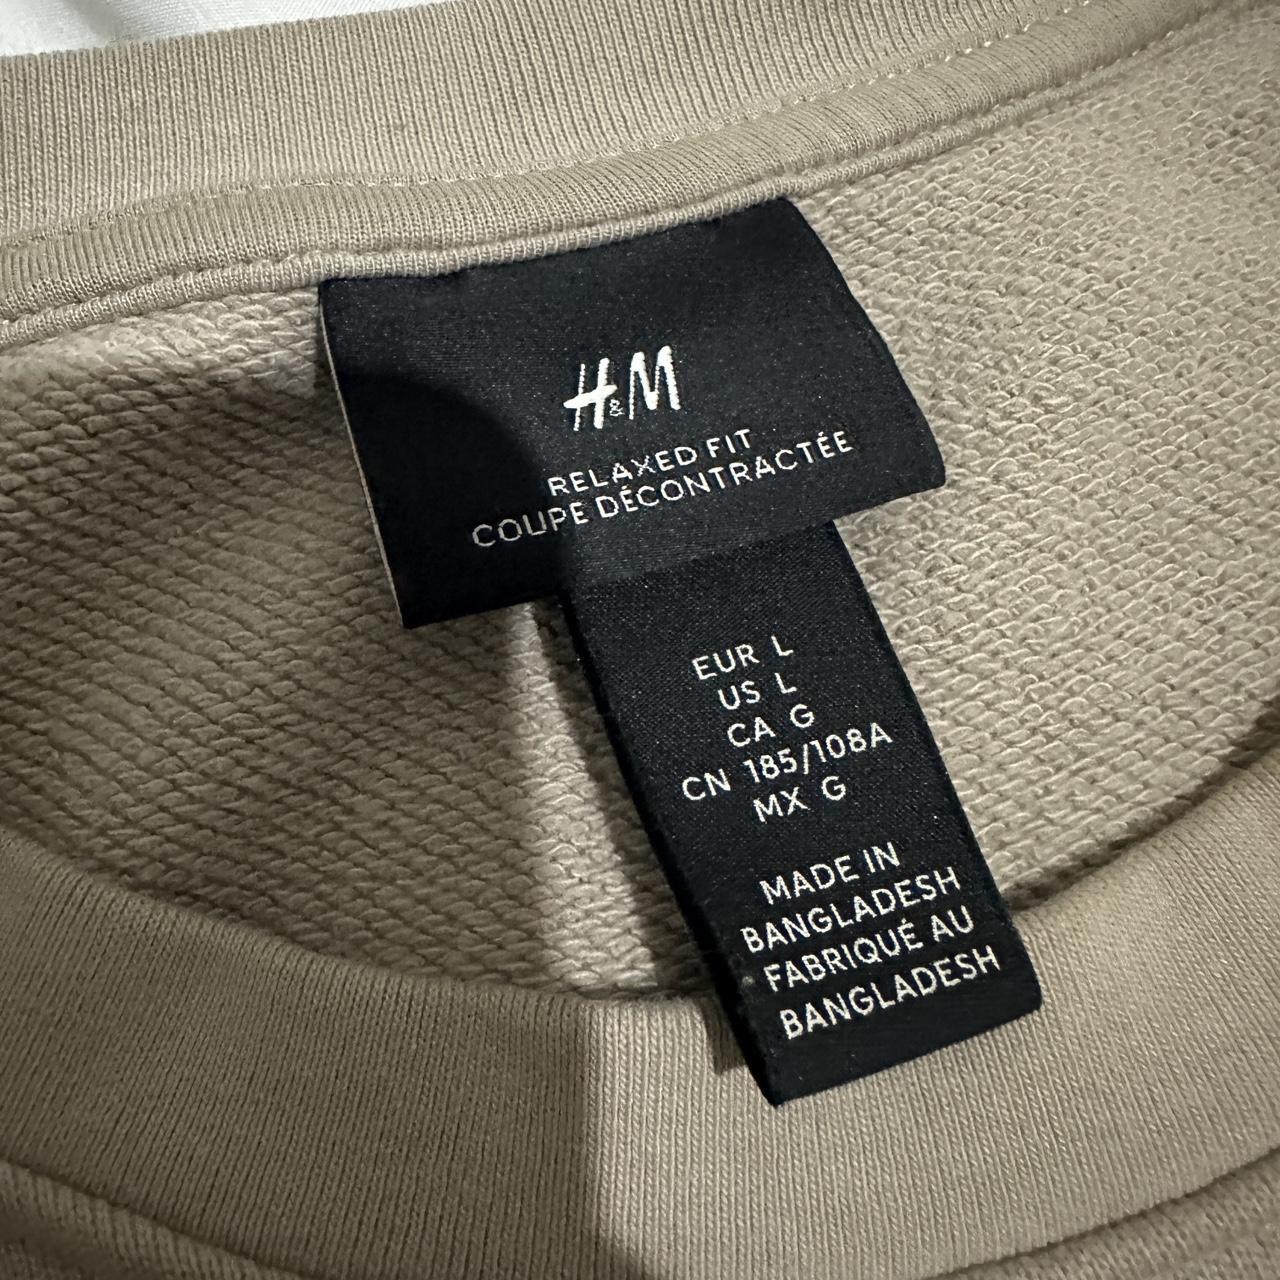 H&M
RELAXED FIT
COUPE DÉCONTRACTÉE
EUR L
US L
CA G
CN 185/108A
MX G
MADE IN
BANGLADESH
FABRIQUÉ AU
BANGLADESH